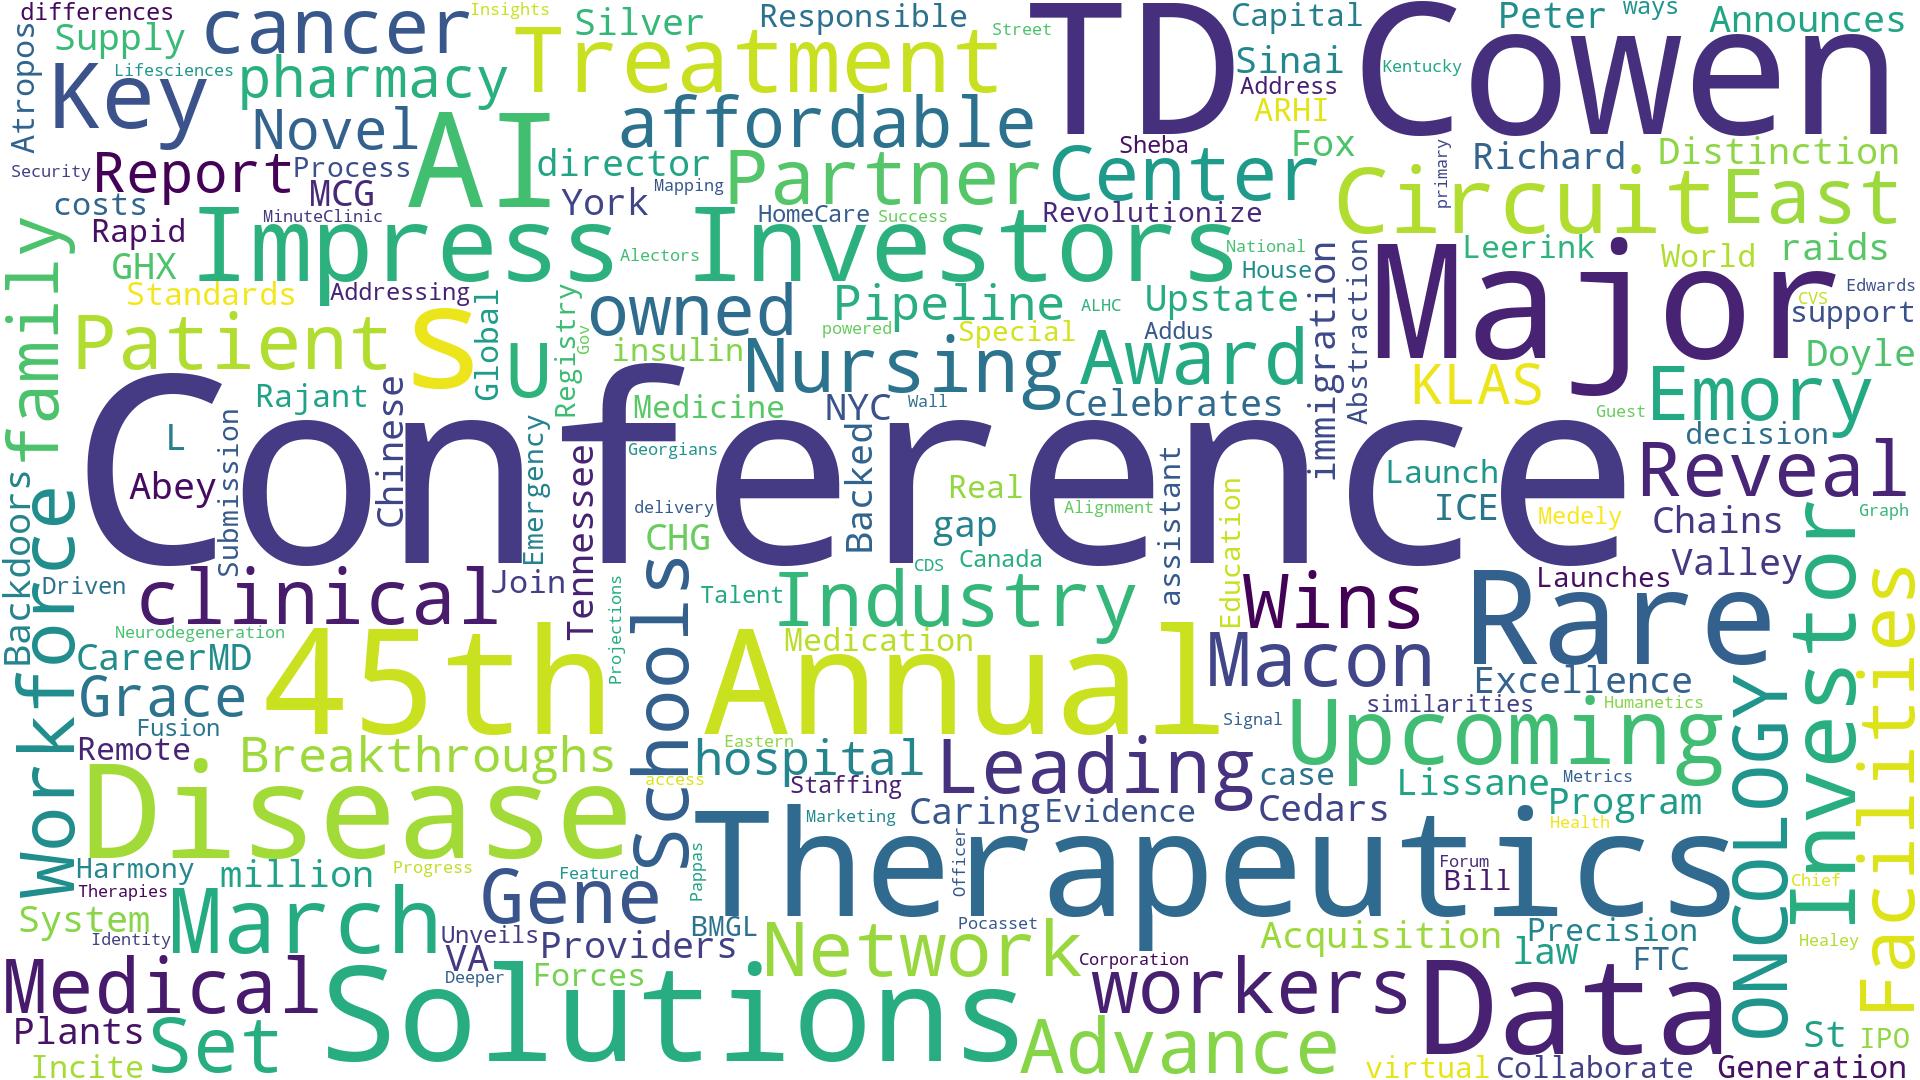 differences
cancer
Insights
Silver
Responsible
Street
TD Cowen
Capital
Peter
ways
Announces
Supply
Treatment
Sinai
Kentucky
Atropos
Key
Lifesciences
pharmacy
Address
ARHI
Novel
AI
affordable
Sheba
Fox
primary
Richard
Distinction
Security
Report
Process
director
Partner
Center
Circuit
East
MCG
York
Mapping
costs
MinuteClinic
HomeCare
Success
Revolutionize
Rapid
Impress
Investors
National
Leerink
World
raids
family
GHX
Alectors
House
immigration
Abstraction
Major
Edwards
CVS
support
Standards
Addressing
Global
Registry
Gov
owned
Pipeline
ALHC
Upstate
Patient
s
U
powered
Special
Addus
insulin
Nursing
Award
Doyle
KLAS
Emory
Rajant
Chinese
Medicine
NYC
Wall
Celebrates
Guest
L
Submission
Conference
Georgians
decision
Abey
Emergency
Tennessee
Backed
Real
assistant
Education
Launch
Reveal
Backdoors
Workforce
delivery
Alignment
ICE
Medely
Chains
Graph
CHG
gap
Investor
Driven
clinical
Join
Schools
CDS
Canada
Valley
Launches
Facilities
Projections
Talent
Industry
Wins
Rare
Neurodegeneration
45th
Annual
Medication
Macon
CareerMD
Grace
Excellence
ONCOLOGY
similarities
Humanetics
Fusion
Signal
Upcoming
Remote
Breakthroughs
Eastern
hospital
Leading
Disease
access
Staffing
case
Lissane
Metrics
Marketing
Caring
Evidence
Cedars
Program
Therapeutics
Health
Harmony
million
Progress
Featured
Pappas
Officer
Forum
Bill
Chief
Therapies
Gene
System
March
BMGL
Pocasset
Identity
Unveils
Providers
Network
Acquisition
Precision
Healey
VA
law
FTC
Medical
Solutions
Deeper
Forces
Corporation
workers
Data
Plants
Set
Advance
St
IPO
Incite
virtual
Collaborate
Generation